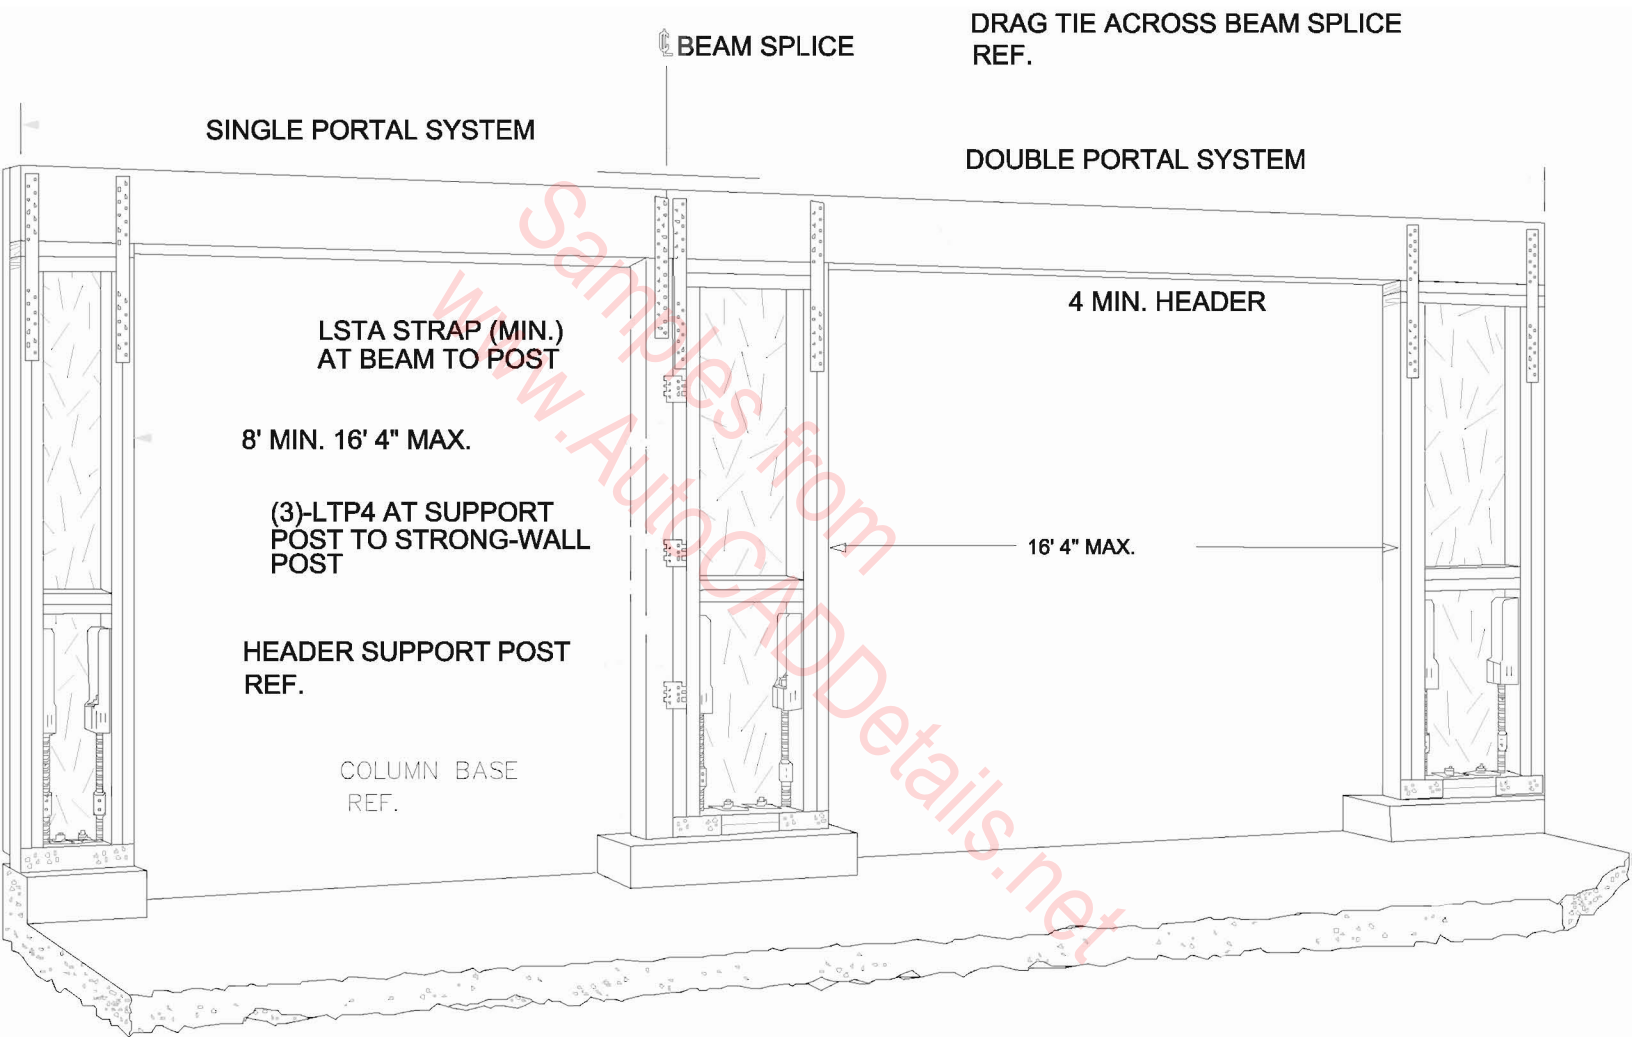 DRAG TIE ACROSS BEAM SPLICE
REF.
℄ BEAM SPLICE
SINGLE PORTAL SYSTEM
DOUBLE PORTAL SYSTEM
LSTA STRAP (MIN.)
AT BEAM TO POST
4 MIN. HEADER
8' MIN. 16' 4" MAX.
(3)-LTP4 AT SUPPORT
POST TO STRONG-WALL
POST
16' 4" MAX.
HEADER SUPPORT POST
REF.
COLUMN BASE
REF.
Samples from
www.AutoCADDetails.net